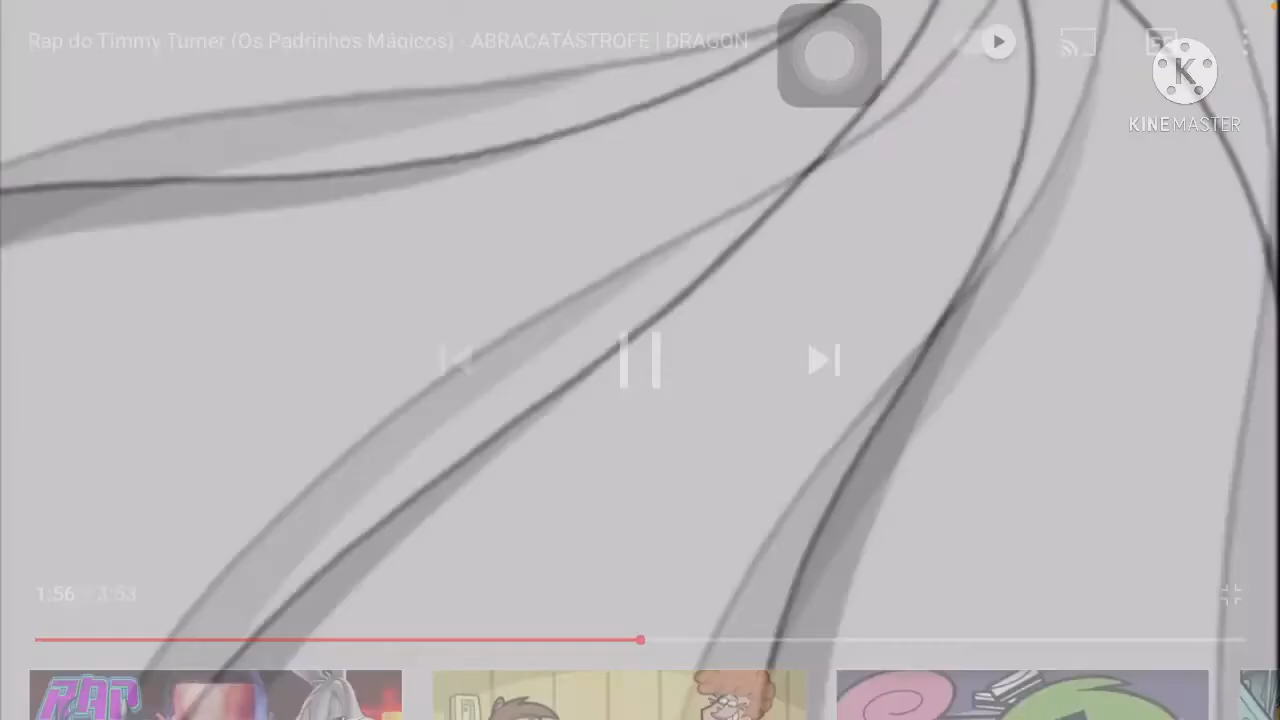 Rap do Timmy Turner (Os Padrinhos Mágicos) - ABRACATÁSTROFE | DRAGON
K
KINEMASTER
1:56 / 3:53
RAP